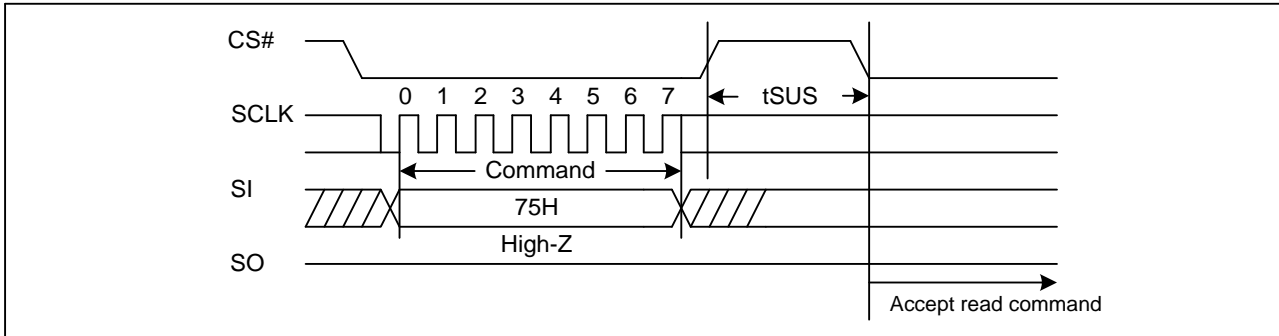 CS#
tSUS
0 1 2 3 4 5 6 7
SCLK
Command
SI
75H
High-Z
SO
Accept read command